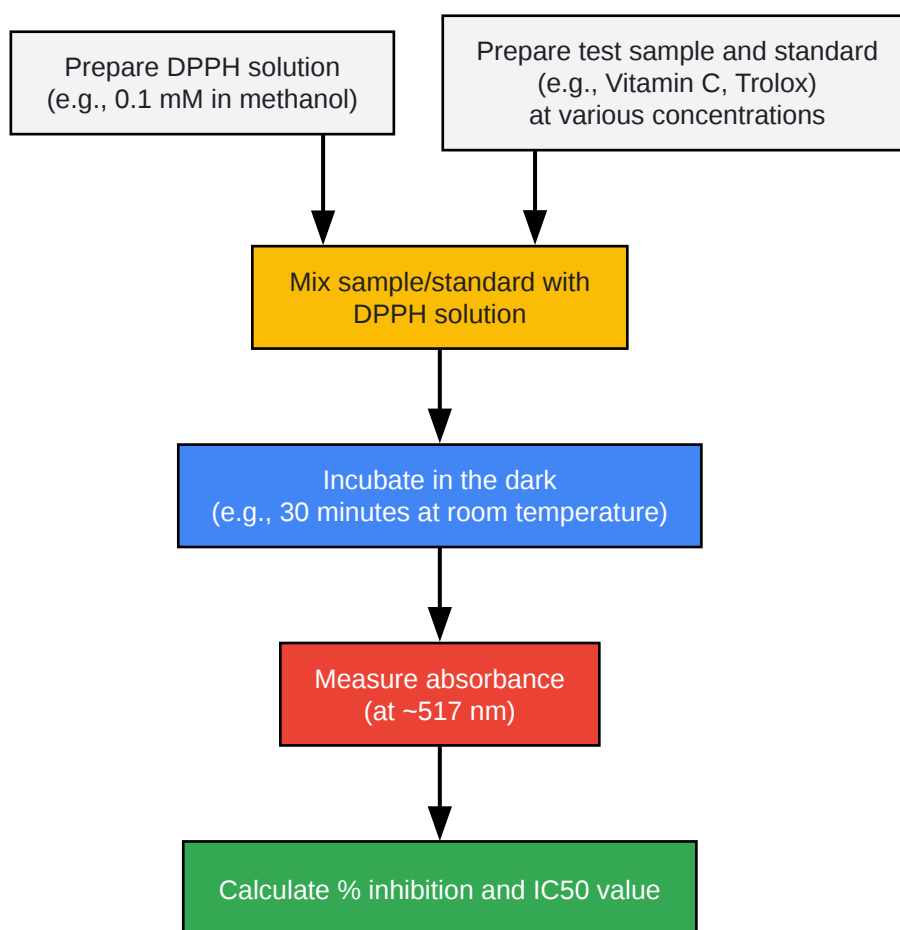 Prepare DPPH solution
(e.g., 0.1 mM in methanol)
Prepare test sample and standard
(e.g., Vitamin C, Trolox)
at various concentrations
Mix sample/standard with
DPPH solution
Incubate in the dark
(e.g., 30 minutes at room temperature)
Measure absorbance
(at ~517 nm)
Calculate % inhibition and IC50 value